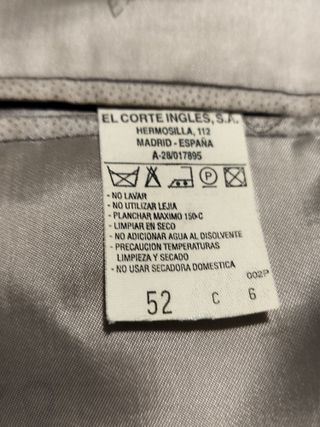 EL CORTE INGLES, S.A.
HERMOSILLA, 112
MADRID - ESPAÑA
A-28/017895
P
- NO LAVAR
- NO UTILIZAR LEJIA
- PLANCHAR MAXIMO 150-C
- LIMPIAR EN SECO
- NO ADICIONAR AGUA AL DISOLVENTE
- PRECAUCION TEMPERATURAS
LIMPIEZA Y SECADO
- NO USAR SECADORA DOMESTICA
002P
52 C 6